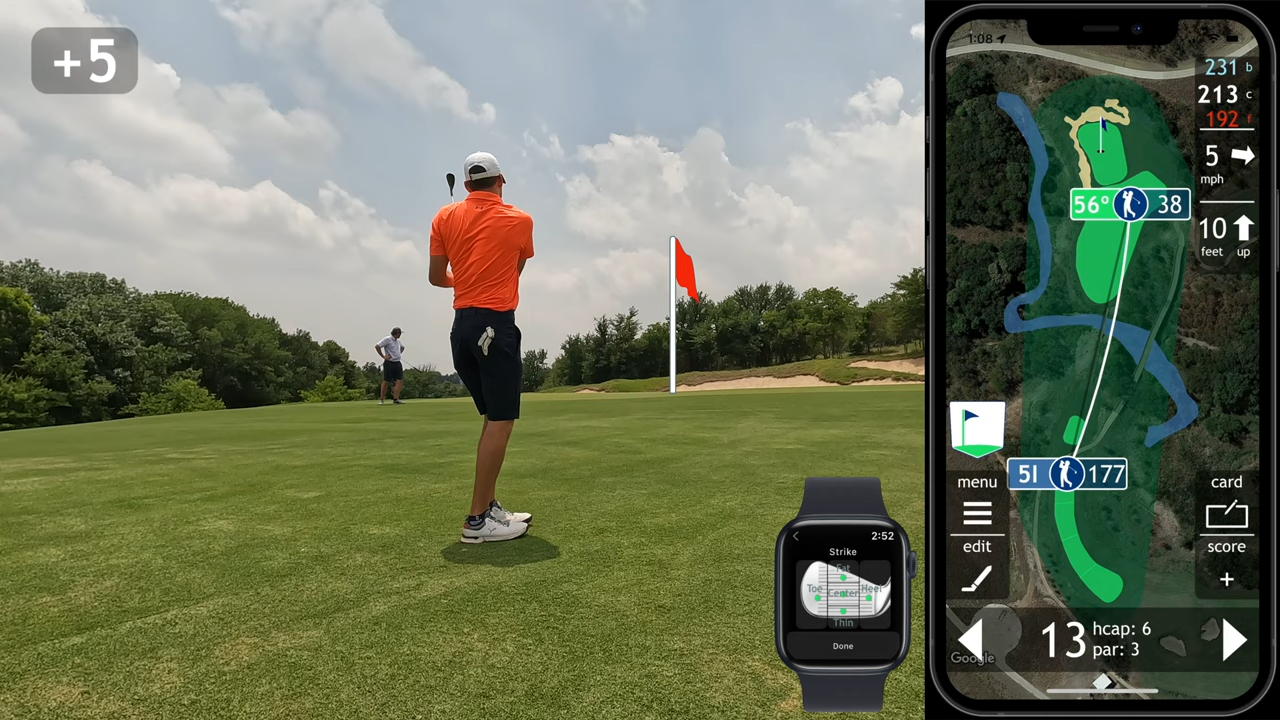 +5
2:52
Strike
Fat
Toe
Center
Heel
Thin
Done
1:08
231 b
213 c
192 f
5
mph
10
feet up
56° 38
5I 177
menu
edit
card
score
+
13
hcap: 6
par: 3
Google